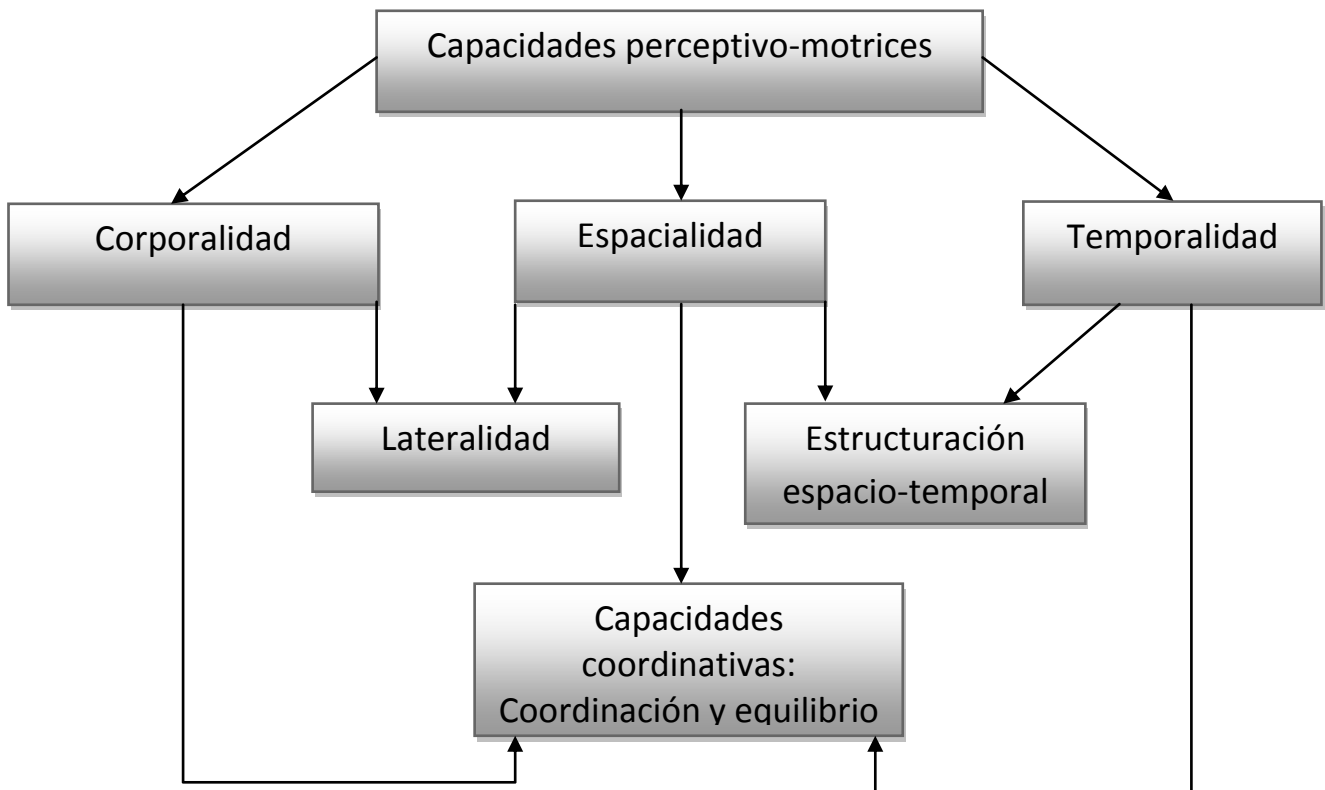 Capacidades perceptivo-motrices
Corporalidad
Espacialidad
Temporalidad
Lateralidad
Estructuración
espacio-temporal
Capacidades
coordinativas:
Coordinación y equilibrio